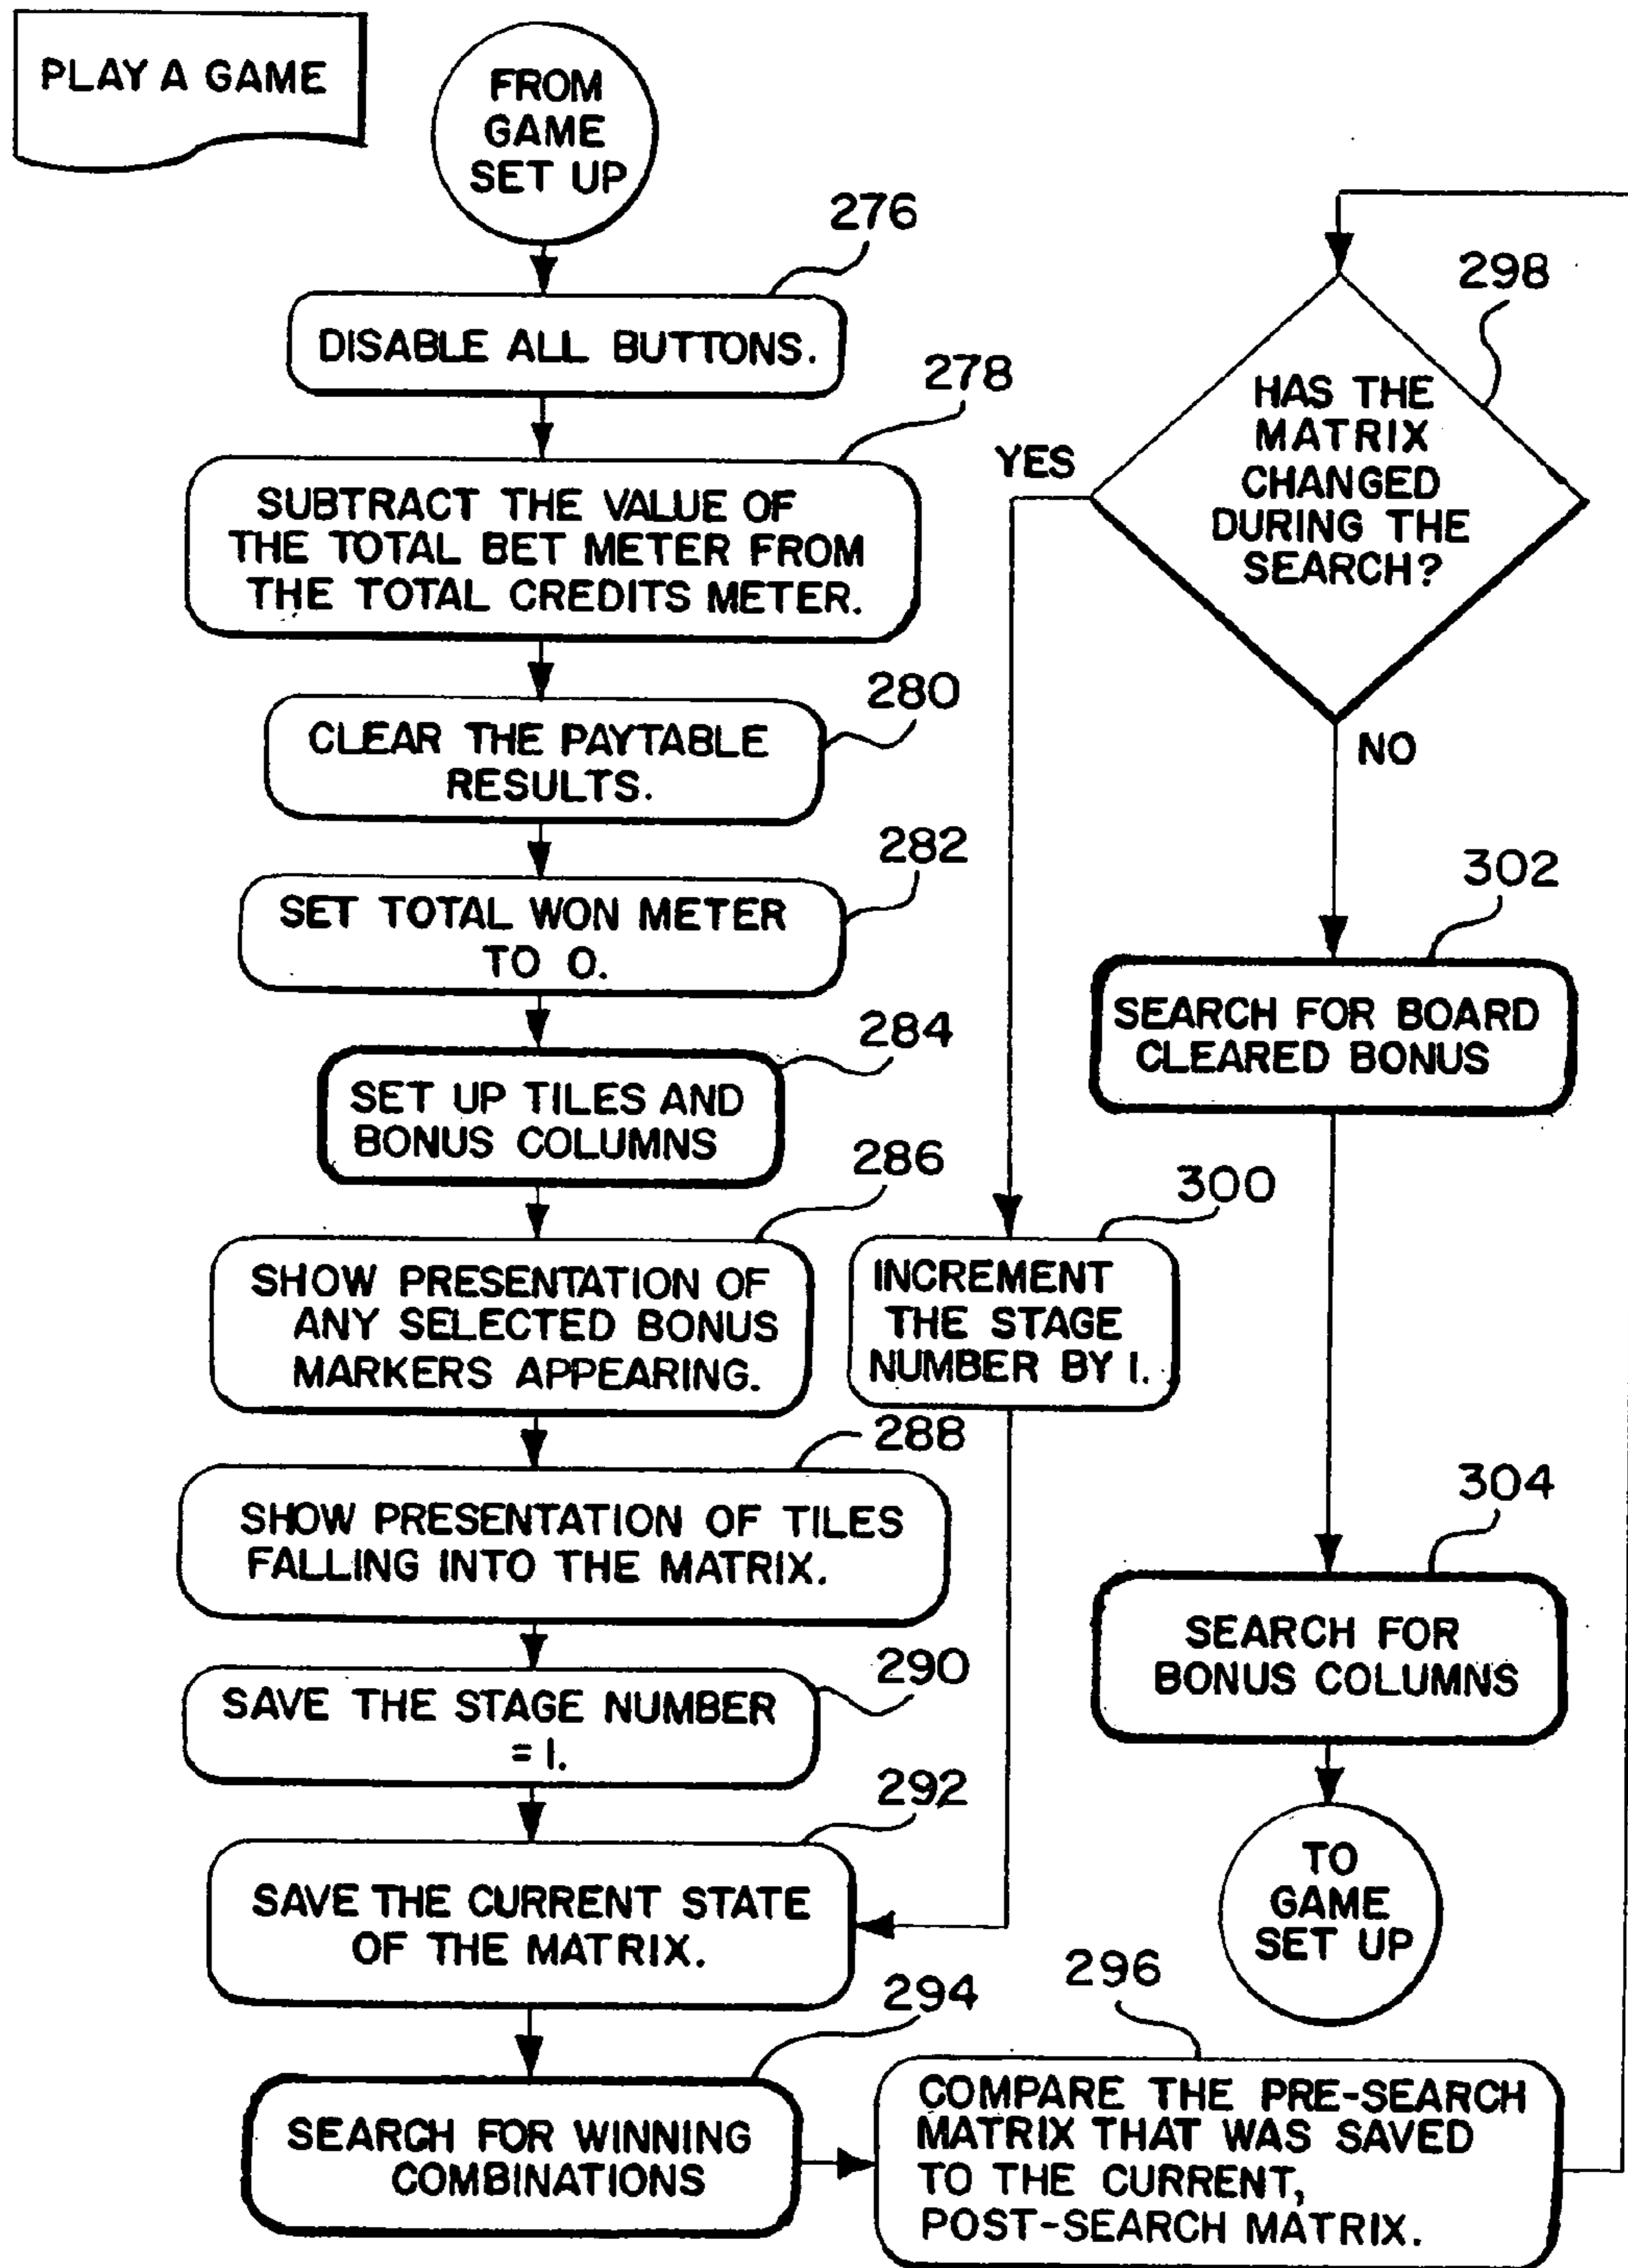 PLAY A GAME
FROM
GAME
SET UP
276
DISABLE ALL BUTTONS.
278
SUBTRACT THE VALUE OF
THE TOTAL BET METER FROM
THE TOTAL CREDITS METER.
280
CLEAR THE PAYTABLE
RESULTS.
282
SET TOTAL WON METER
TO 0.
284
SET UP TILES AND
BONUS COLUMNS
286
SHOW PRESENTATION OF
ANY SELECTED BONUS
MARKERS APPEARING.
288
SHOW PRESENTATION OF TILES
FALLING INTO THE MATRIX.
290
SAVE THE STAGE NUMBER
= 1.
292
SAVE THE CURRENT STATE
OF THE MATRIX.
294
SEARCH FOR WINNING
COMBINATIONS
296
COMPARE THE PRE-SEARCH
MATRIX THAT WAS SAVED
TO THE CURRENT,
POST-SEARCH MATRIX.
298
HAS THE
MATRIX
CHANGED
DURING THE
SEARCH?
YES
NO
300
INCREMENT
THE STAGE
NUMBER BY 1.
302
SEARCH FOR BOARD
CLEARED BONUS
304
SEARCH FOR
BONUS COLUMNS
TO
GAME
SET UP